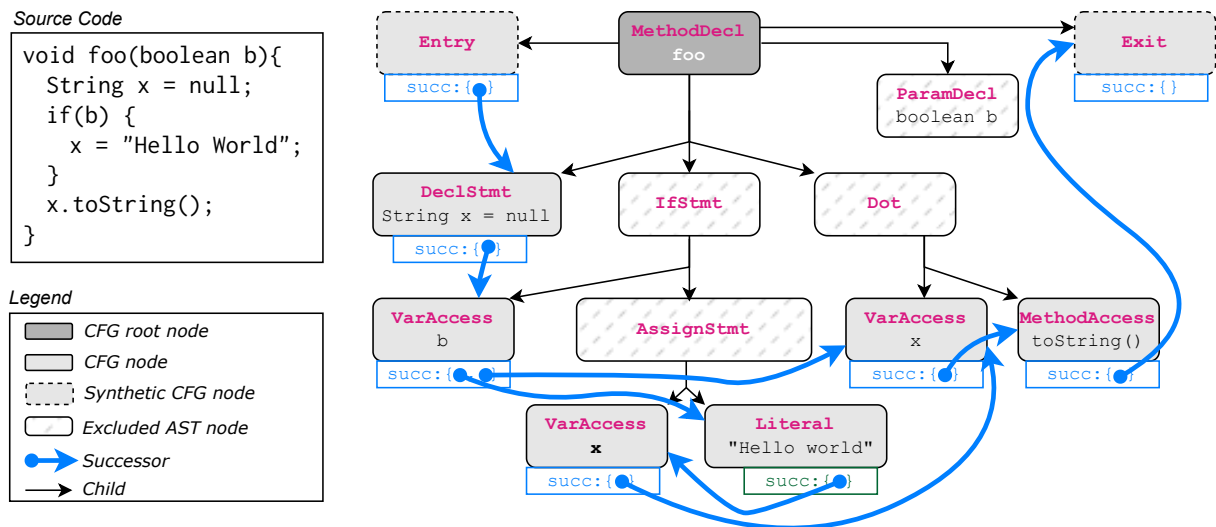 Source Code
void foo(boolean b){
String x = null;
if(b) {
x = "Hello World";
}
x.toString();
}
Legend
CFG root node
CFG node
Synthetic CFG node
Excluded AST node
Successor
Child
Entry
succ:{ }
MethodDecl
foo
Exit
succ:{}
ParamDecl
boolean b
DeclStmt
String x = null
succ:{ }
IfStmt
Dot
VarAccess
b
succ:{ , }
AssignStmt
VarAccess
x
succ:{ }
MethodAccess
toString()
succ:{ }
VarAccess
x
succ:{ }
Literal
"Hello world"
succ:{ }